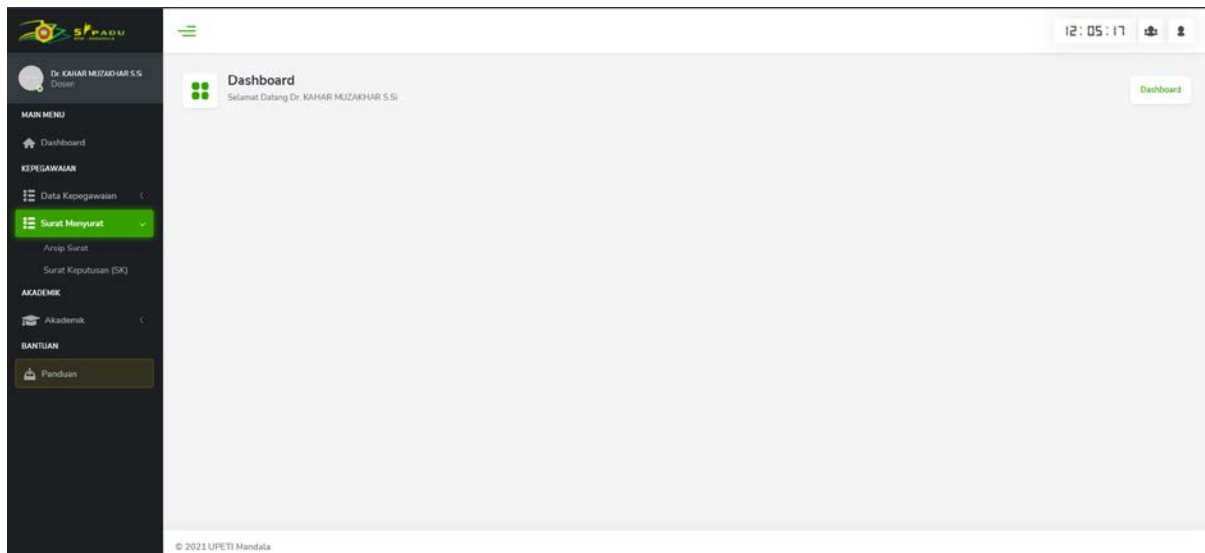 SIPADU
12:05:17
Dr. KAHAR MUZAKHAR S.Si
Dosen
Dashboard
Selamat Datang Dr. KAHAR MUZAKHAR S.Si
Dashboard
MAIN MENU
Dashboard
KEPEGAWAIAN
Data Kepegawaian
Surat Menyurat
Arsip Surat
Surat Keputusan (SK)
AKADEMIK
Akademik
BANTUAN
Panduan
© 2021 UPETI Mandala